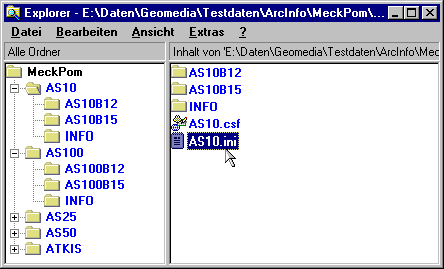 Explorer - E:\Daten\Geomedia\Testdaten\ArcInfo\MeckPom\...
Datei Bearbeiten Ansicht Extras ?
Alle Ordner
MeckPom
AS10
AS10B12
AS10B15
INFO
AS100
AS100B12
AS100B15
INFO
AS25
AS50
ATKIS
Inhalt von 'E:\Daten\Geomedia\Testdaten\ArcInfo\Mec
AS10B12
AS10B15
INFO
AS10.csf
AS10.ini